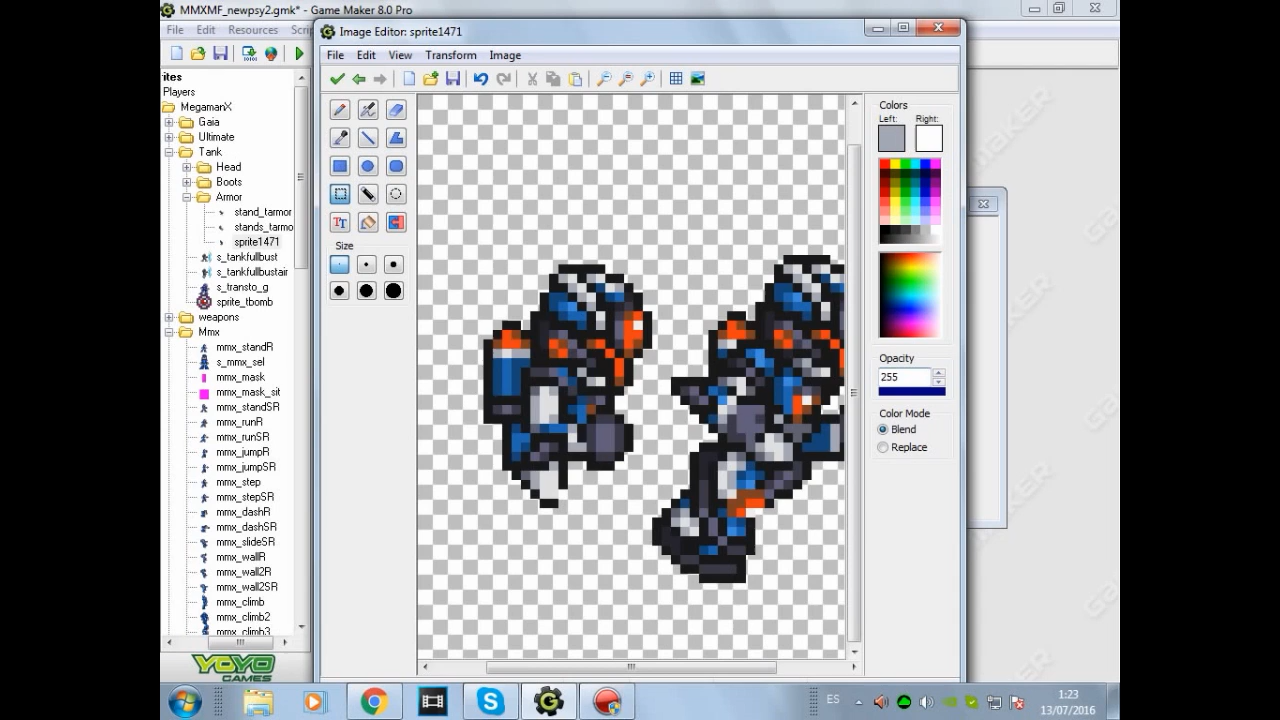 MMXMF_newpsy2.gmk* - Game Maker 8.0 Pro
File Edit Resources Scri
Image Editor: sprite1471
File Edit View Transform Image
rites
Players
MegamanX
Gaia
Ultimate
Tank
Head
Boots
Armor
stand_tarmor
stands_tarmo
sprite1471
s_tankfullbust
s_tankfullbustair
s_transto_g
sprite_tbomb
weapons
Mmx
mmx_standR
s_mmx_sel
mmx_mask
mmx_mask_sit
mmx_standSR
mmx_runR
mmx_runSR
mmx_jumpR
mmx_jumpSR
mmx_step
mmx_stepSR
mmx_dashR
mmx_dashSR
mmx_slideSR
mmx_wallR
mmx_wall2R
mmx_wall2SR
mmx_climb
mmx_climb2
mmx_climb3
YOYO
GAMES
Size
Colors
Left: Right:
Opacity
255
Color Mode
Blend
Replace
ES
1:23
13/07/2016